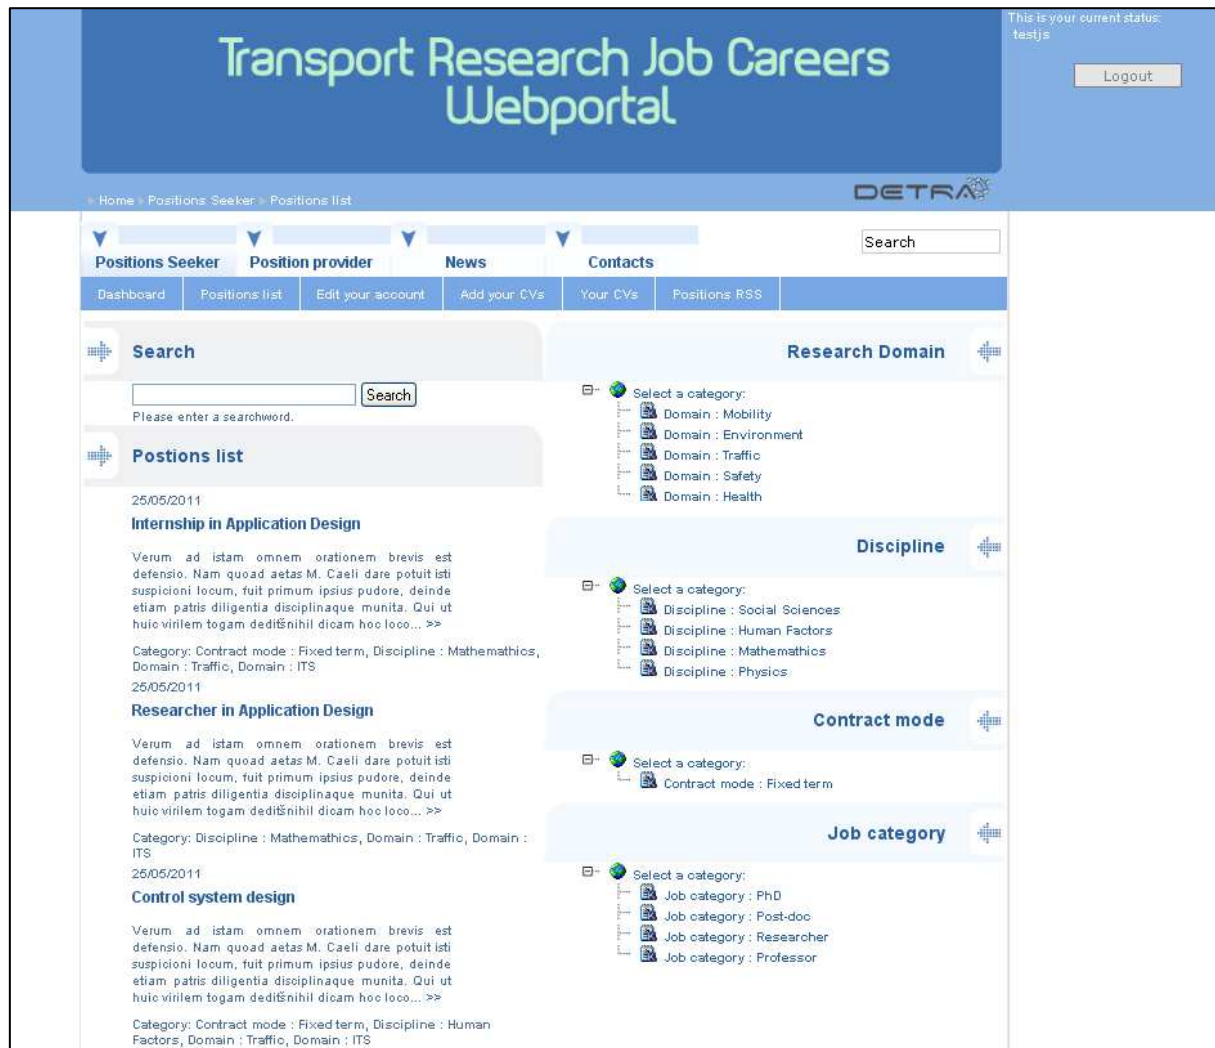 This is your current status:
testjs
Logout
Transport Research Job Careers
Webportal
DETRA
Home Positions Seeker Positions list
Search
Positions Seeker Position provider News Contacts
Dashboard Positions list Edit your account Add your CVs Your CVs Positions RSS
Search
Search
Please enter a searchword.
Postions list
25/05/2011
Internship in Application Design
Verum ad istam omnem orationem brevis est
defensio. Nam quoad aetas M. Caeli dare potuit isti
suspicioni locum, fuit primum ipsius pudore, deinde
etiam patris diligentia disciplinaque munita. Qui ut
huic virilem togam deditšnihil dicam hoc loco... >>
Category: Contract mode : Fixed term, Discipline : Mathemathics,
Domain : Traffic, Domain : ITS
25/05/2011
Researcher in Application Design
Verum ad istam omnem orationem brevis est
defensio. Nam quoad aetas M. Caeli dare potuit isti
suspicioni locum, fuit primum ipsius pudore, deinde
etiam patris diligentia disciplinaque munita. Qui ut
huic virilem togam deditšnihil dicam hoc loco... >>
Category: Discipline : Mathemathics, Domain : Traffic, Domain :
ITS
25/05/2011
Control system design
Verum ad istam omnem orationem brevis est
defensio. Nam quoad aetas M. Caeli dare potuit isti
suspicioni locum, fuit primum ipsius pudore, deinde
etiam patris diligentia disciplinaque munita. Qui ut
huic virilem togam deditšnihil dicam hoc loco... >>
Category: Contract mode : Fixed term, Discipline : Human
Factors, Domain : Traffic, Domain : ITS
Research Domain
Select a category:
Domain : Mobility
Domain : Environment
Domain : Traffic
Domain : Safety
Domain : Health
Discipline
Select a category:
Discipline : Social Sciences
Discipline : Human Factors
Discipline : Mathemathics
Discipline : Physics
Contract mode
Select a category:
Contract mode : Fixed term
Job category
Select a category:
Job category : PhD
Job category : Post-doc
Job category : Researcher
Job category : Professor